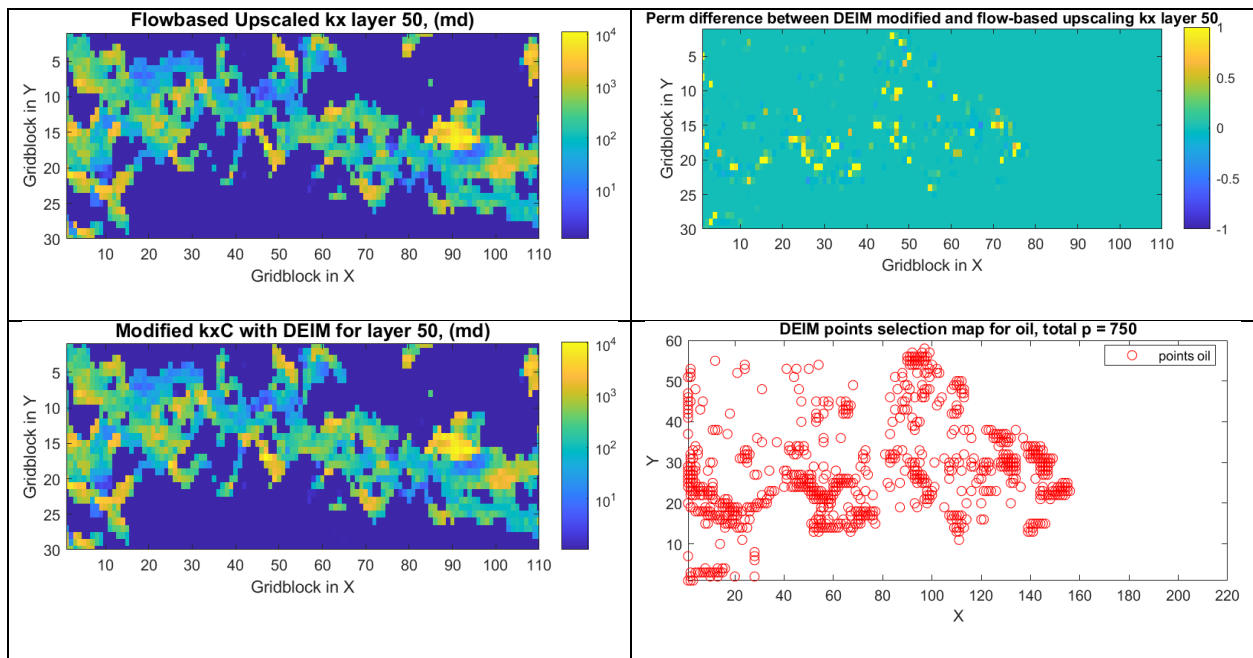 Flowbased Upscaled kx layer 50, (md)
Gridblock in Y
5
10
15
20
25
30
10 20 30 40 50 60 70 80 90 100 110
Gridblock in X
10^4
10^3
10^2
10^1
Perm difference between DEIM modified and flow-based upscaling kx layer 50
Gridblock in Y
5
10
15
20
25
30
10 20 30 40 50 60 70 80 90 100 110
Gridblock in X
1
0.5
0
-0.5
-1
Modified kxC with DEIM for layer 50, (md)
Gridblock in Y
5
10
15
20
25
30
10 20 30 40 50 60 70 80 90 100 110
Gridblock in X
10^4
10^3
10^2
10^1
DEIM points selection map for oil, total p = 750
points oil
Y
60
50
40
30
20
10
20 40 60 80 100 120 140 160 180 200 220
X